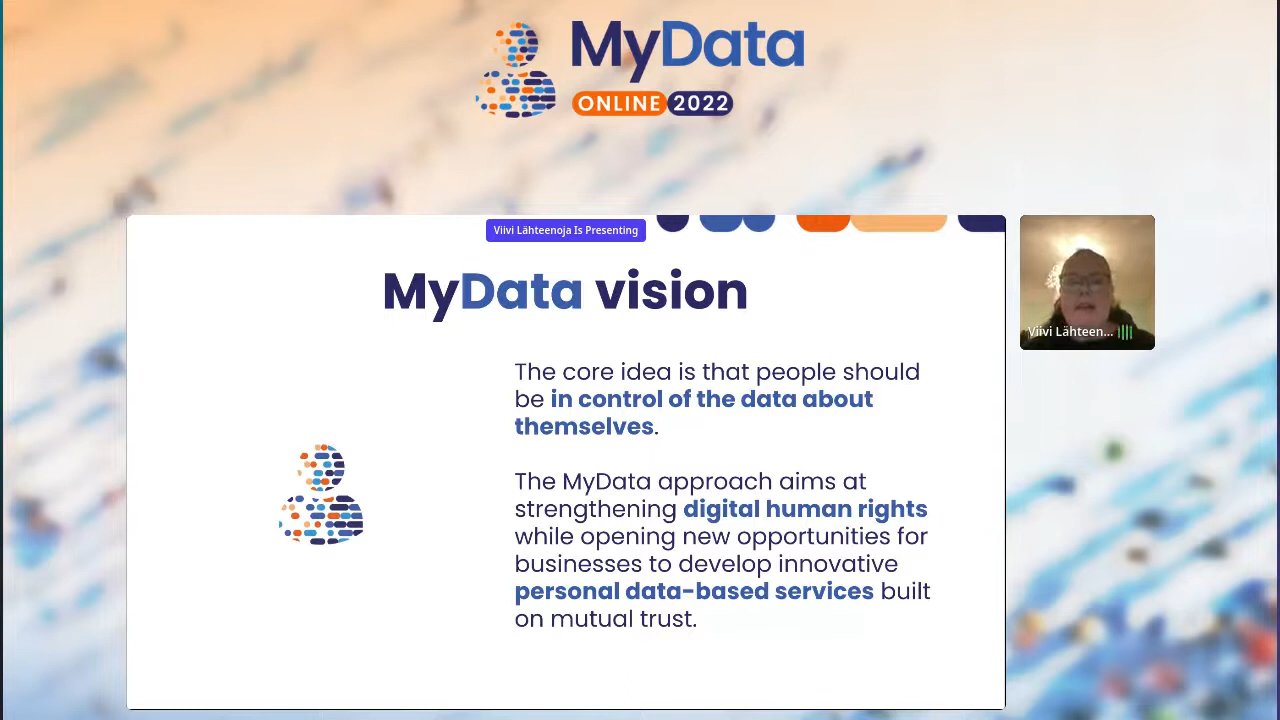 MyData
ONLINE 2022
Viivi Lähteenoja Is Presenting
MyData vision
The core idea is that people should
be in control of the data about
themselves.
The MyData approach aims at
strengthening digital human rights
while opening new opportunities for
businesses to develop innovative
personal data-based services built
on mutual trust.
Viivi Lähteen...